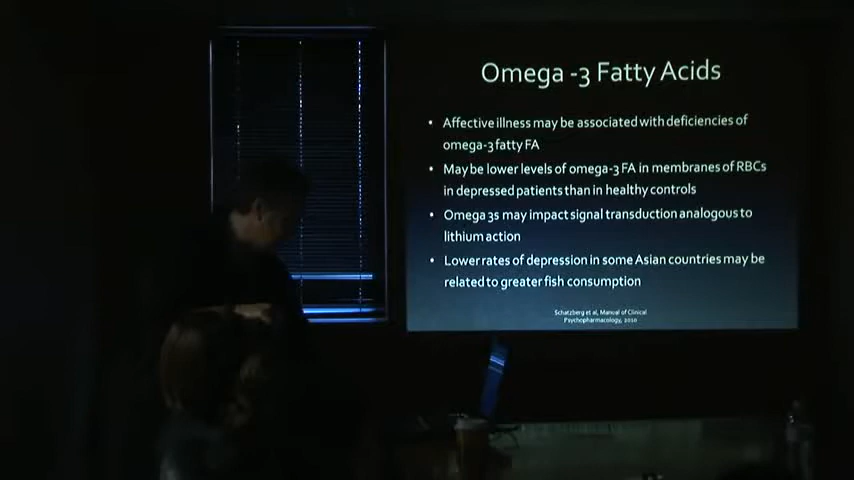 Omega -3 Fatty Acids
• Affective illness may be associated with deficiencies of
omega-3 fatty FA
• May be lower levels of omega-3 FA in membranes of RBCs
in depressed patients than in healthy controls
• Omega 3s may impact signal transduction analogous to
lithium action
• Lower rates of depression in some Asian countries may be
related to greater fish consumption
Schatzberg et al, Manual of Clinical
Psychopharmacology, 2010